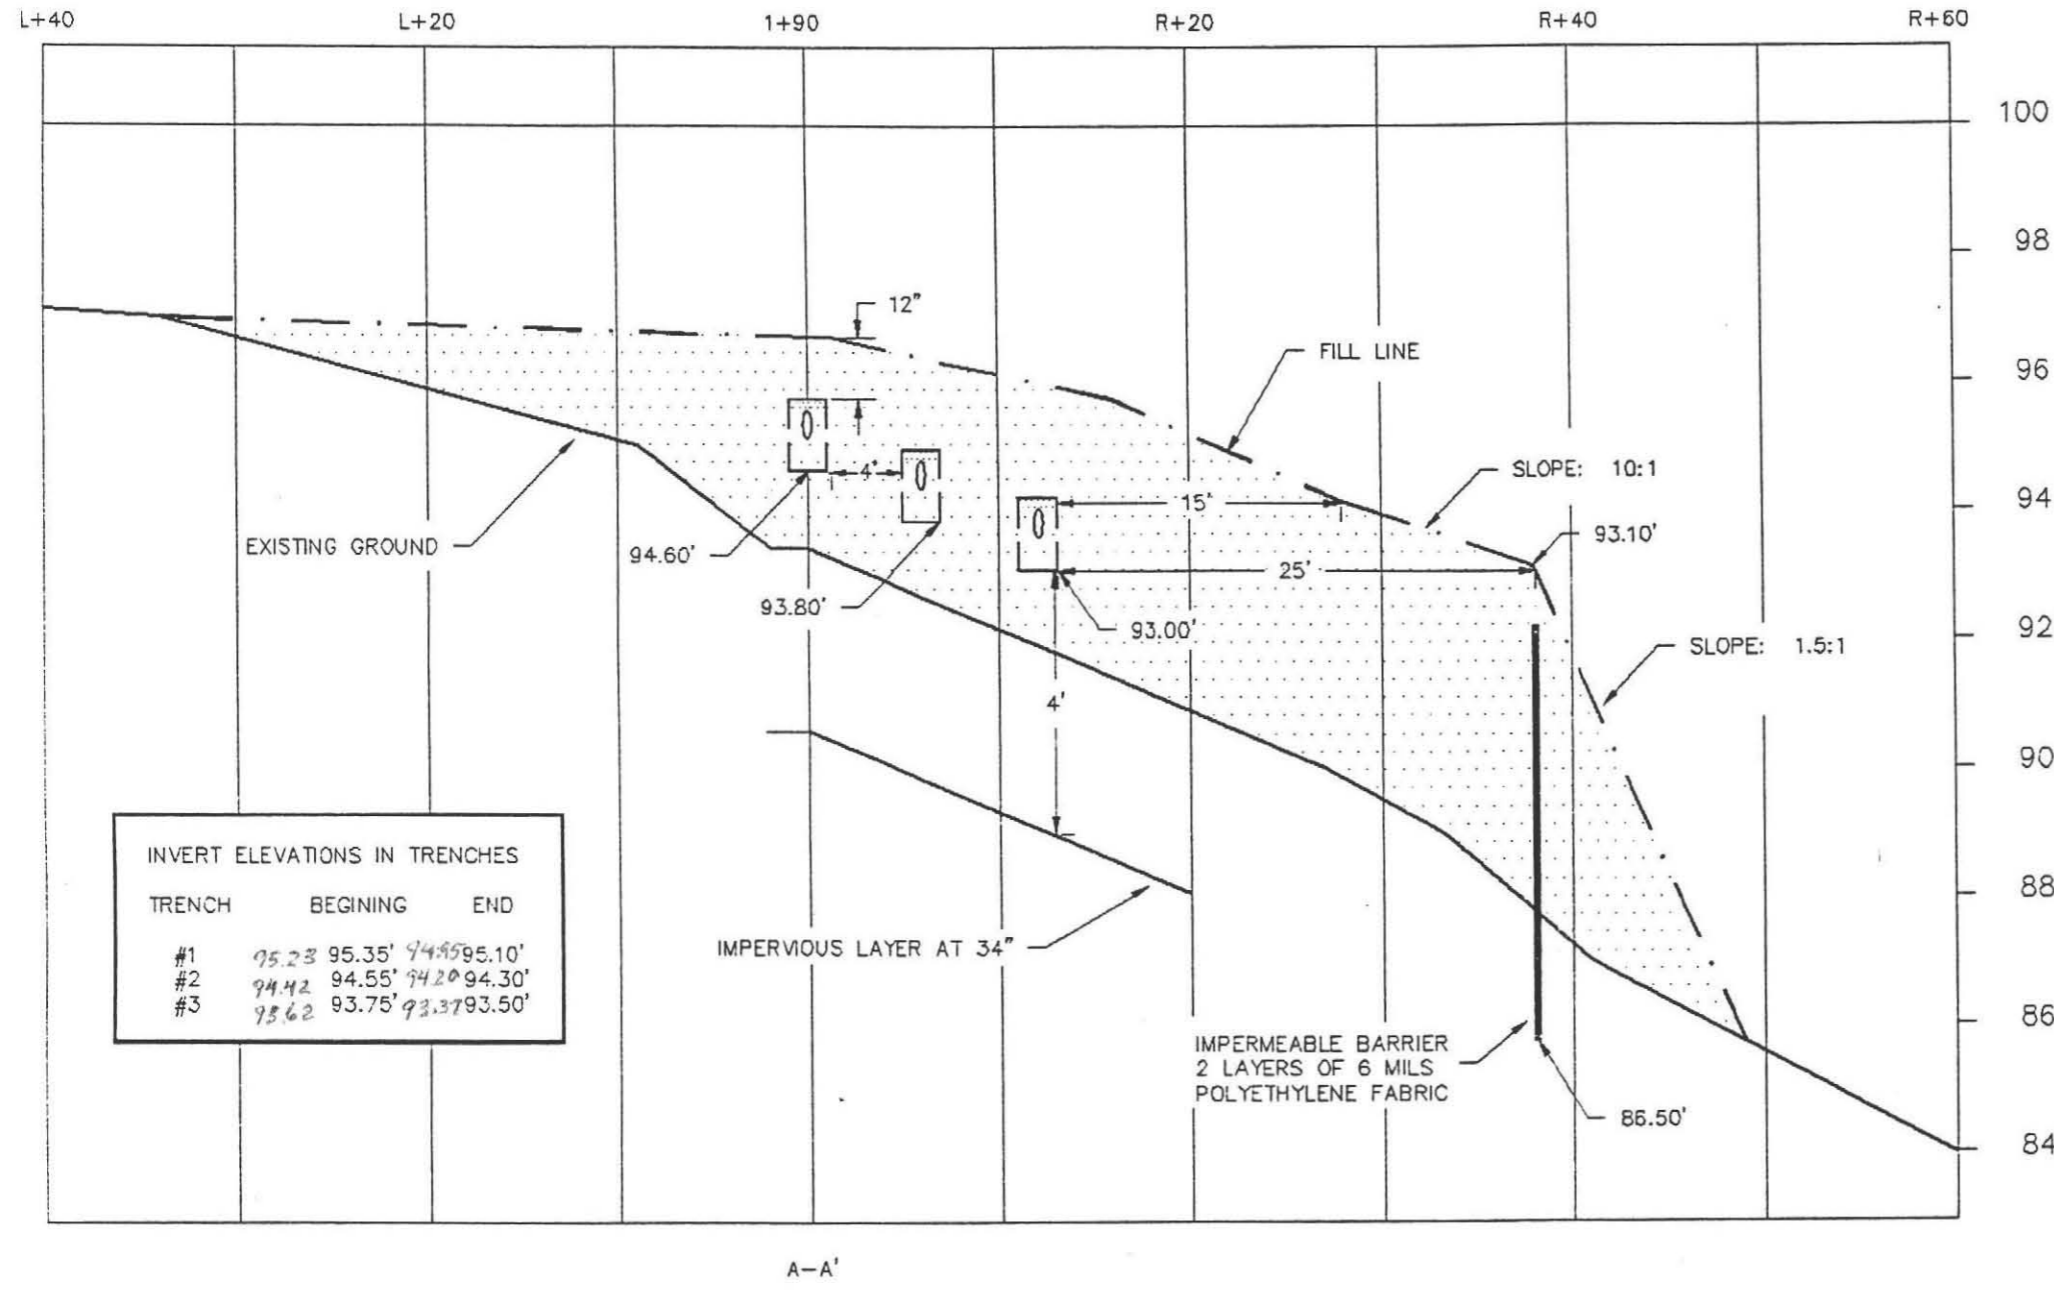 L+40 L+20 1+90 R+20 R+40 R+60
100
98
12"
FILL LINE
96
SLOPE: 10:1
4'
15'
94
EXISTING GROUND
94.60'
93.10'
25'
93.80'
93.00'
92
SLOPE: 1.5:1
4'
90
INVERT ELEVATIONS IN TRENCHES
TRENCH BEGINING END
#1 95.23 95.35' 94.95 95.10'
#2 94.42 94.55' 94.20 94.30'
#3 93.62 93.75' 93.37 93.50'
88
IMPERVIOUS LAYER AT 34"
86
IMPERMEABLE BARRIER
2 LAYERS OF 6 MILS
POLYETHYLENE FABRIC
86.50'
84
A-A'